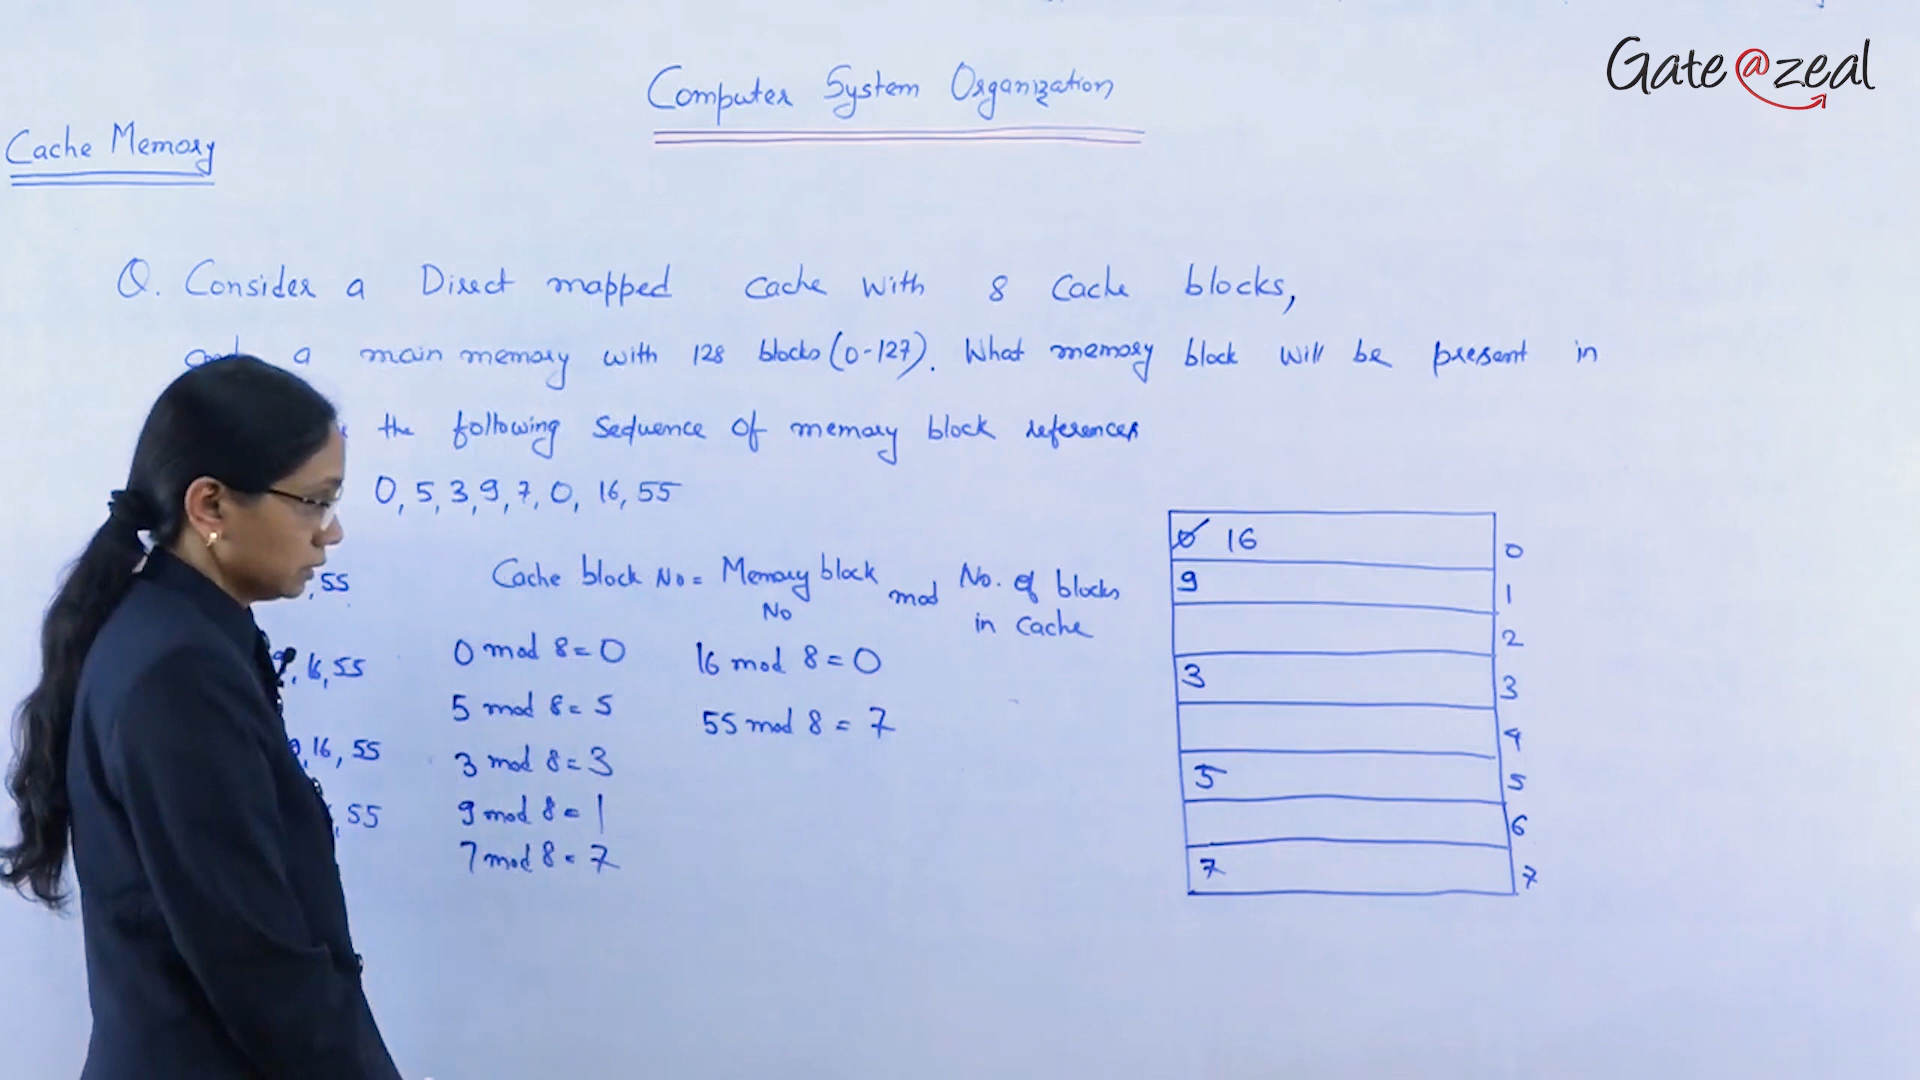 Gate@zeal
Computer System Organization
Cache Memory
Q. Consider a Direct mapped cache with 8 Cache blocks,
a main memory with 128 blocks (0-127). What memory block will be present in
the following Sequence of memory block references
0, 5, 3, 9, 7, 0, 16, 55
, 55
, 16, 55
, 16, 55
, 55
Cache block No = Memory block No mod No. of blocks in Cache
0 mod 8 = 0
5 mod 8 = 5
3 mod 8 = 3
9 mod 8 = 1
7 mod 8 = 7
16 mod 8 = 0
55 mod 8 = 7
0 16 0
9 1
2
3 3
4
5 5
6
7 7